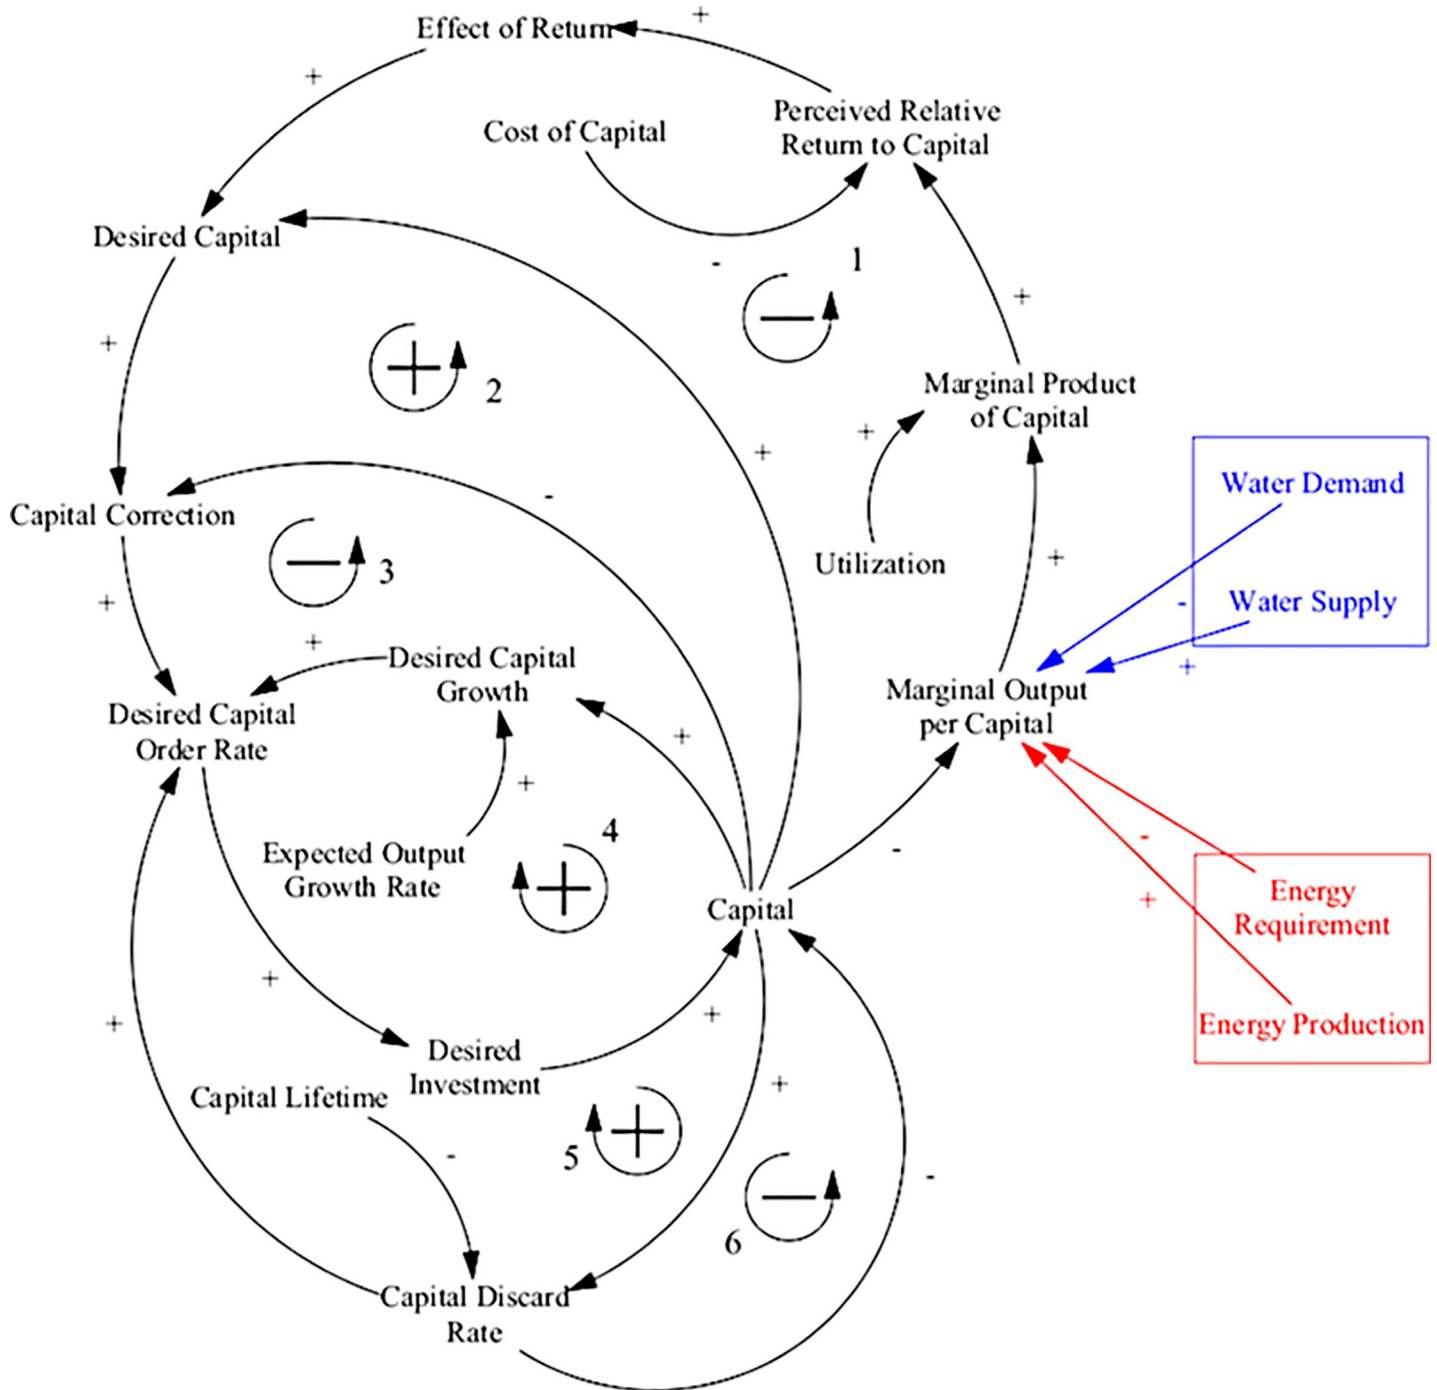 +
Effect of Return
+
Perceived Relative
Return to Capital
Cost of Capital
Desired Capital
-
1
+
+
2
Marginal Product
of Capital
+
+
Water Demand
-
Capital Correction
3
Utilization
+
+
-
Water Supply
+
Desired Capital
Growth
+
Marginal Output
per Capital
Desired Capital
Order Rate
+
+
4
-
-
Expected Output
Growth Rate
Capital
Energy
Requirement
+
+
+
+
Energy Production
Desired
Investment
+
Capital Lifetime
5
-
-
6
Capital Discard
Rate